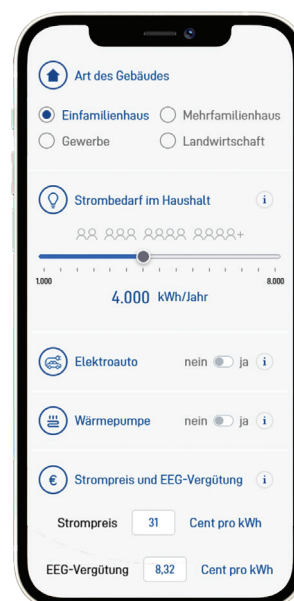 Art des Gebäudes
Einfamilienhaus Mehrfamilienhaus
Gewerbe Landwirtschaft
Strombedarf im Haushalt i
+
1.000 8.000
4.000 kWh/Jahr
Elektroauto nein ja i
Wärmepumpe nein ja i
€ Strompreis und EEG-Vergütung i
Strompreis 31 Cent pro kWh
EEG-Vergütung 8,32 Cent pro kWh